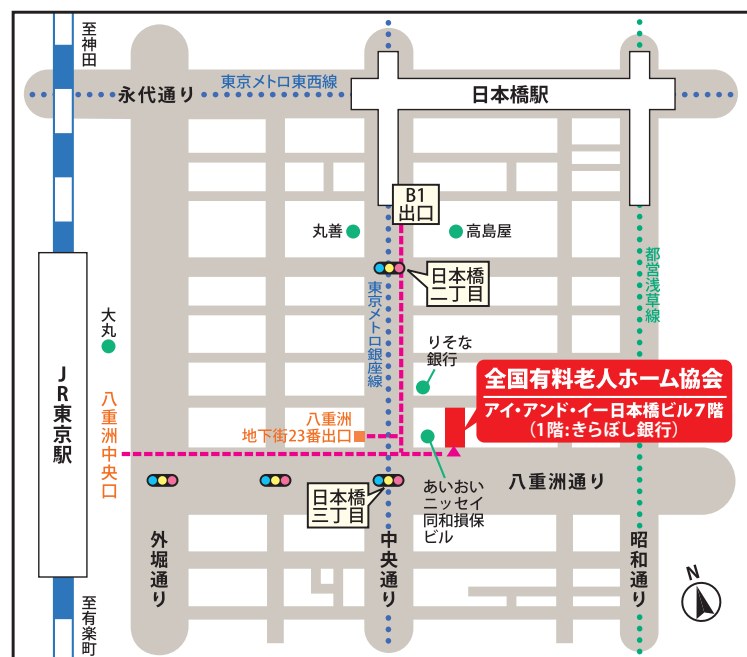 至神田
東京メトロ東西線
永代通り
日本橋駅
B1
出口
丸善
高島屋
日本橋
二丁目
都営浅草線
東京メトロ銀座線
大丸
りそな
銀行
JR東京駅
八重洲中央口
全国有料老人ホーム協会
アイ・アンド・イー日本橋ビル7階
(1階:きらぼし銀行)
八重洲
地下街23番出口
あいおい
ニッセイ
同和損保
ビル
八重洲通り
日本橋
三丁目
外堀通り
中央通り
昭和通り
N
至有楽町